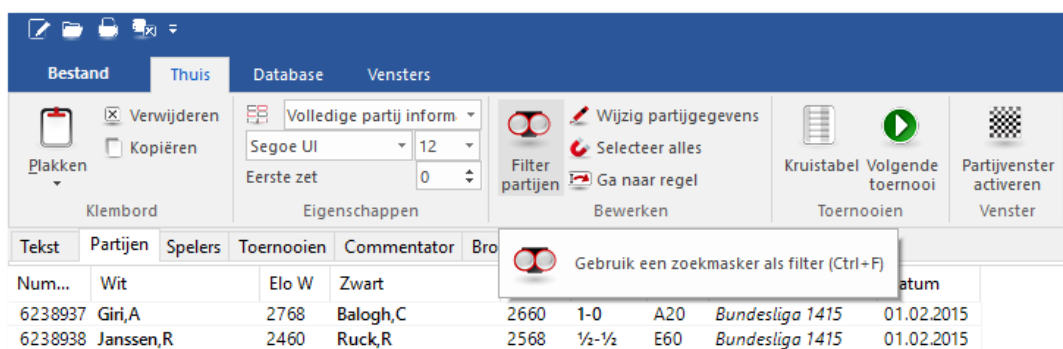 Bestand Thuis Database Vensters
Verwijderen Volledige partij inform Wijzig partijgegevens
Kopiëren Segoe UI 12 Selecteer alles
Plakken Eerste zet 0 Filter partijen Ga naar regel Kruistabel Volgende toernooi Partijvenster activeren
Klembord Eigenschappen Bewerken Toernooien Venster
Tekst Partijen Spelers Toernooien Commentator Bro
Gebruik een zoekmasker als filter (Ctrl+F)
Num... Wit Elo W Zwart atum
6238937 Giri,A 2768 Balogh,C 2660 1-0 A20 Bundesliga 1415 01.02.2015
6238938 Janssen,R 2460 Ruck,R 2568 ½-½ E60 Bundesliga 1415 01.02.2015